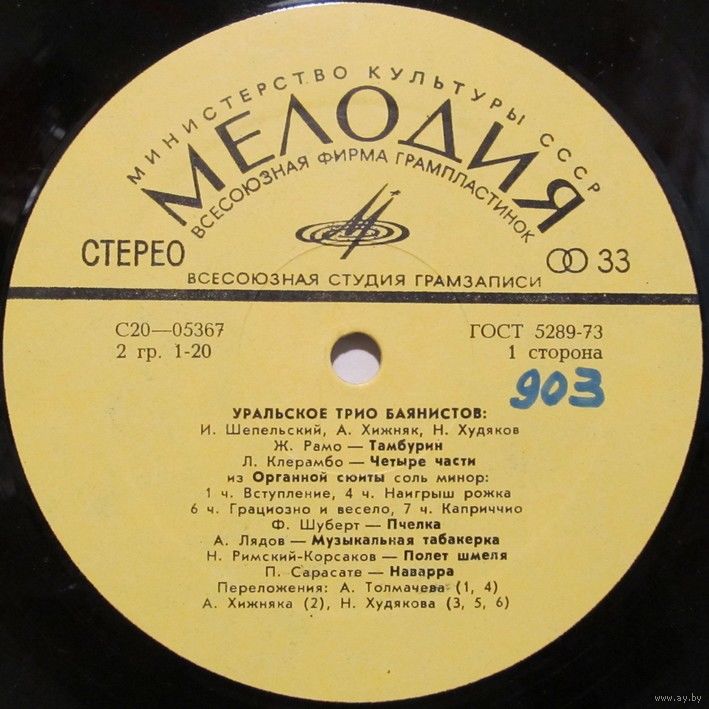 МИНИСТЕРСТВО КУЛЬТУРЫ СССР
МЕЛОДИЯ
ВСЕСОЮЗНАЯ ФИРМА ГРАМПЛАСТИНОК
СТЕРЕО
33
ВСЕСОЮЗНАЯ СТУДИЯ ГРАМЗАПИСИ
С20—05367
ГОСТ 5289-73
2 гр. 1-20
1 сторона
903
УРАЛЬСКОЕ ТРИО БАЯНИСТОВ:
И. Шепельский, А. Хижняк, Н. Худяков
Ж. Рамо — Тамбурин
Л. Клерамбо — Четыре части
из Органной сюиты соль минор:
1 ч. Вступление, 4 ч. Наигрыш рожка
6 ч. Грациозно и весело, 7 ч. Каприччио
Ф. Шуберт — Пчелка
А. Лядов — Музыкальная табакерка
Н. Римский-Корсаков — Полет шмеля
П. Сарасате — Наварра
Переложения: А. Толмачева (1, 4)
А. Хижняка (2), Н. Худякова (3, 5, 6)
www.ay.by